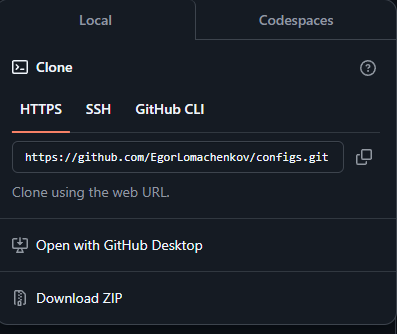 Local Codespaces
Clone
HTTPS SSH GitHub CLI
https://github.com/EgorLomachenkov/configs.git
Clone using the web URL.
Open with GitHub Desktop
Download ZIP